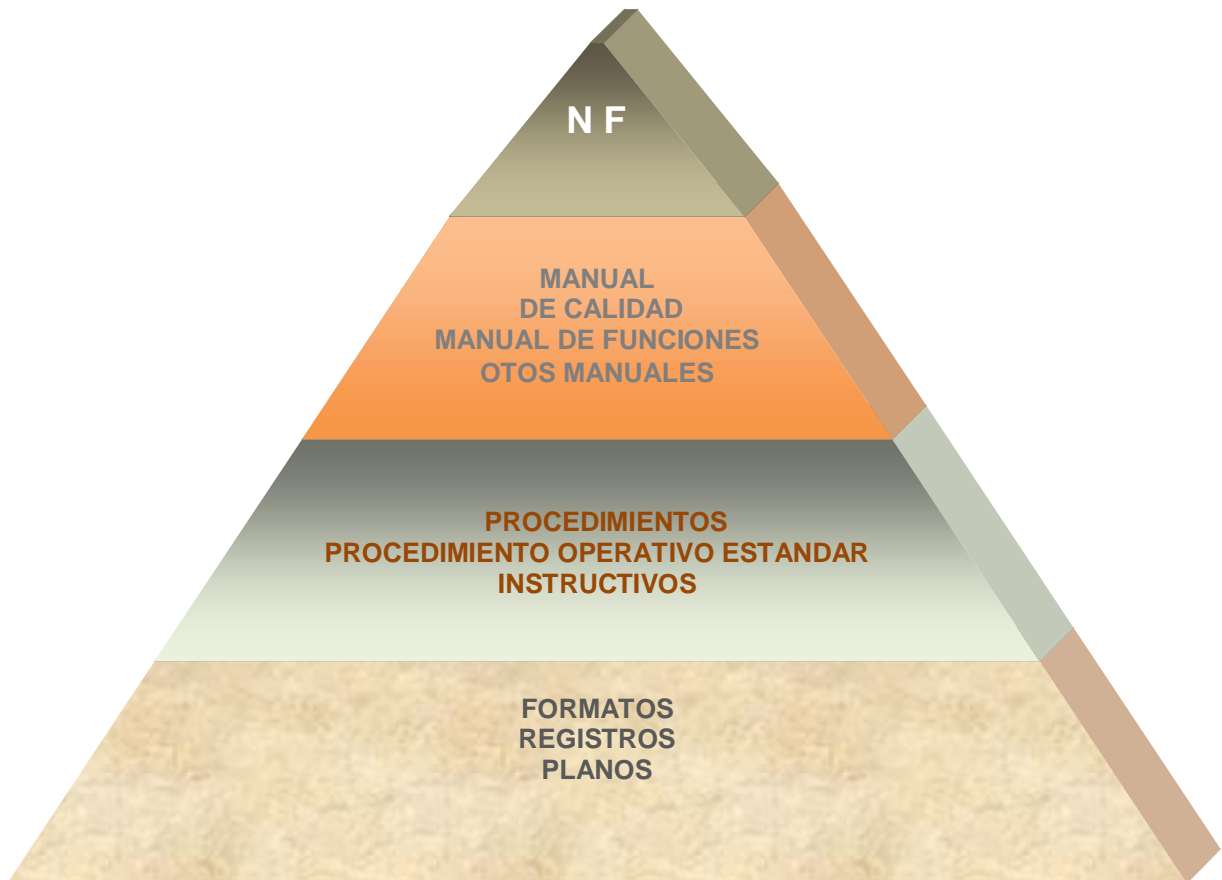 N F
MANUAL
DE CALIDAD
MANUAL DE FUNCIONES
OTOS MANUALES
PROCEDIMIENTOS
PROCEDIMIENTO OPERATIVO ESTANDAR
INSTRUCTIVOS
FORMATOS
REGISTROS
PLANOS